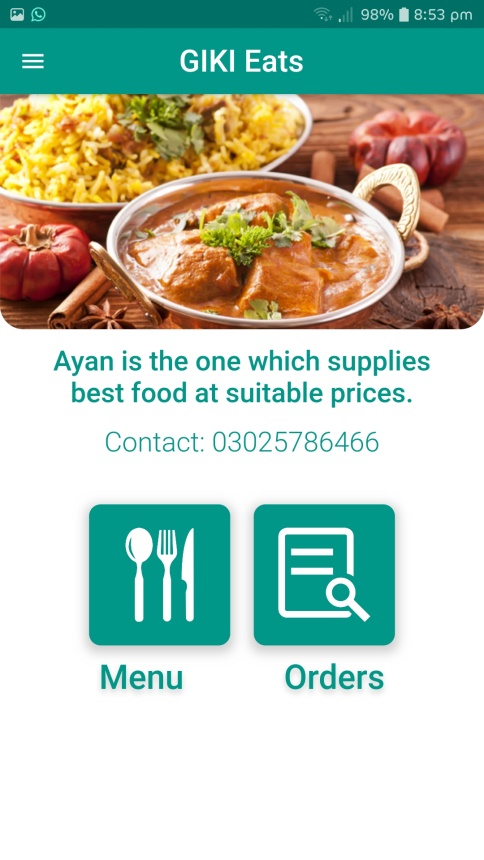 98% 8:53 pm
GIKI Eats
Ayan is the one which supplies
best food at suitable prices.
Contact: 03025786466
Menu Orders